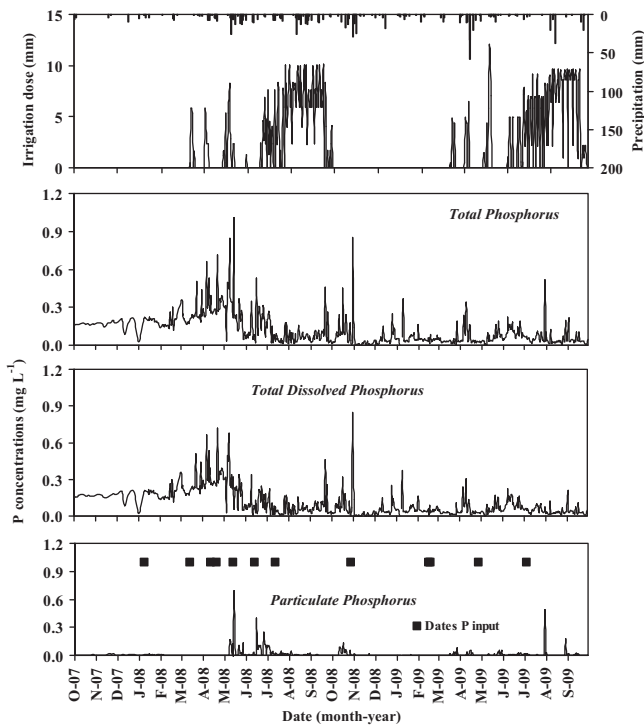 15
10
5
0
Irrigation dose (mm)
0
50
100
150
200
Precipitation (mm)
1.2
0.9
0.6
0.3
0.0
Total Phosphorus
1.2
0.9
0.6
0.3
0.0
Total Dissolved Phosphorus
P concentrations (mg L⁻¹)
1.2
0.9
0.6
0.3
0.0
Particulate Phosphorus
■ Dates P input
O-07
N-07
D-07
J-08
F-08
M-08
A-08
M-08
J-08
J-08
A-08
S-08
O-08
N-08
D-08
J-09
F-09
M-09
A-09
M-09
J-09
J-09
A-09
S-09
Date (month-year)